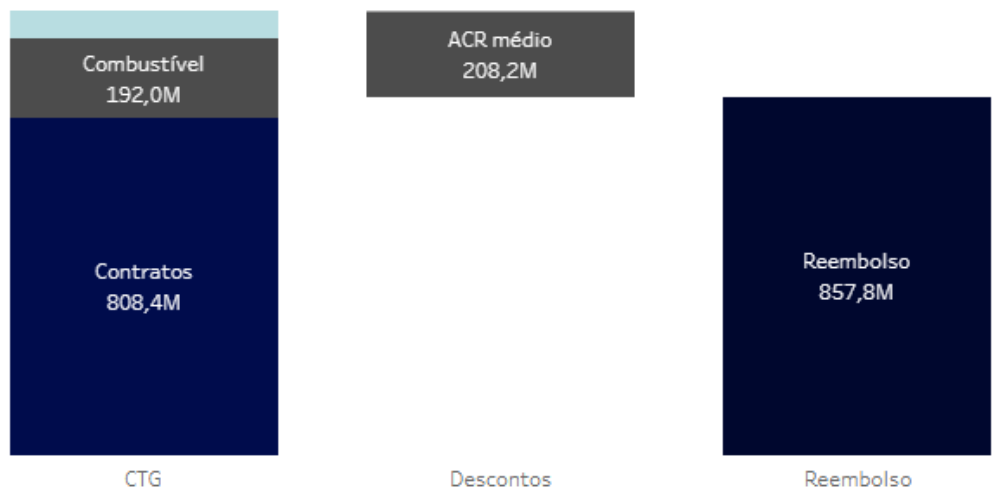 Combustível
192,0M
Contratos
808,4M
ACR médio
208,2M
Reembolso
857,8M
CTG
Descontos
Reembolso